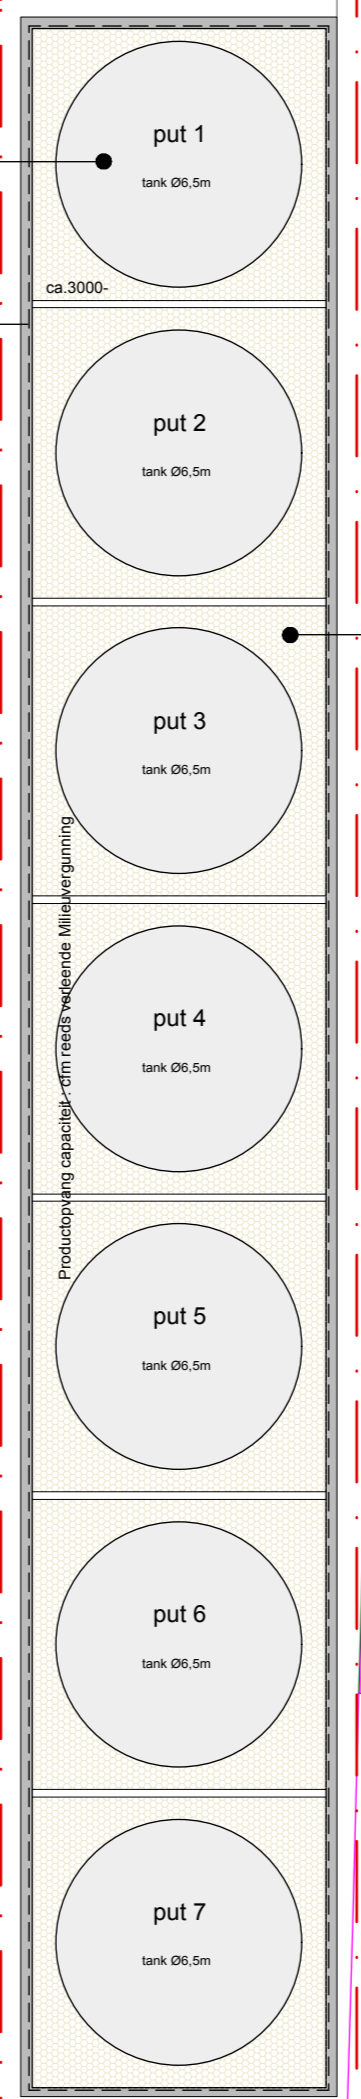 put 1
tank Ø6,5m
ca.3000-
put 2
tank Ø6,5m
put 3
tank Ø6,5m
Productopvang capaciteit : cfm reeds verleende Milieuvergunning
put 4
tank Ø6,5m
put 5
tank Ø6,5m
put 6
tank Ø6,5m
put 7
tank Ø6,5m